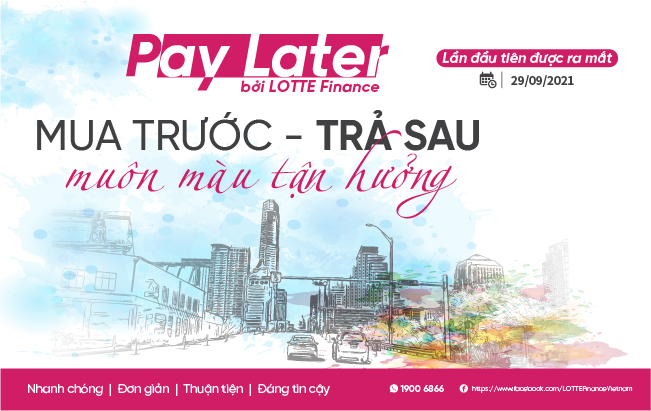 Pay Later
bởi LOTTE Finance
Lần đầu tiên được ra mắt
29/09/2021
MUA TRƯỚC - TRẢ SAU
muôn màu tận hưởng
Nhanh chóng | Đơn giản | Thuận tiện | Đáng tin cậy
1900 6866
https://www.facebook.com/LOTTEFinanceVietnam